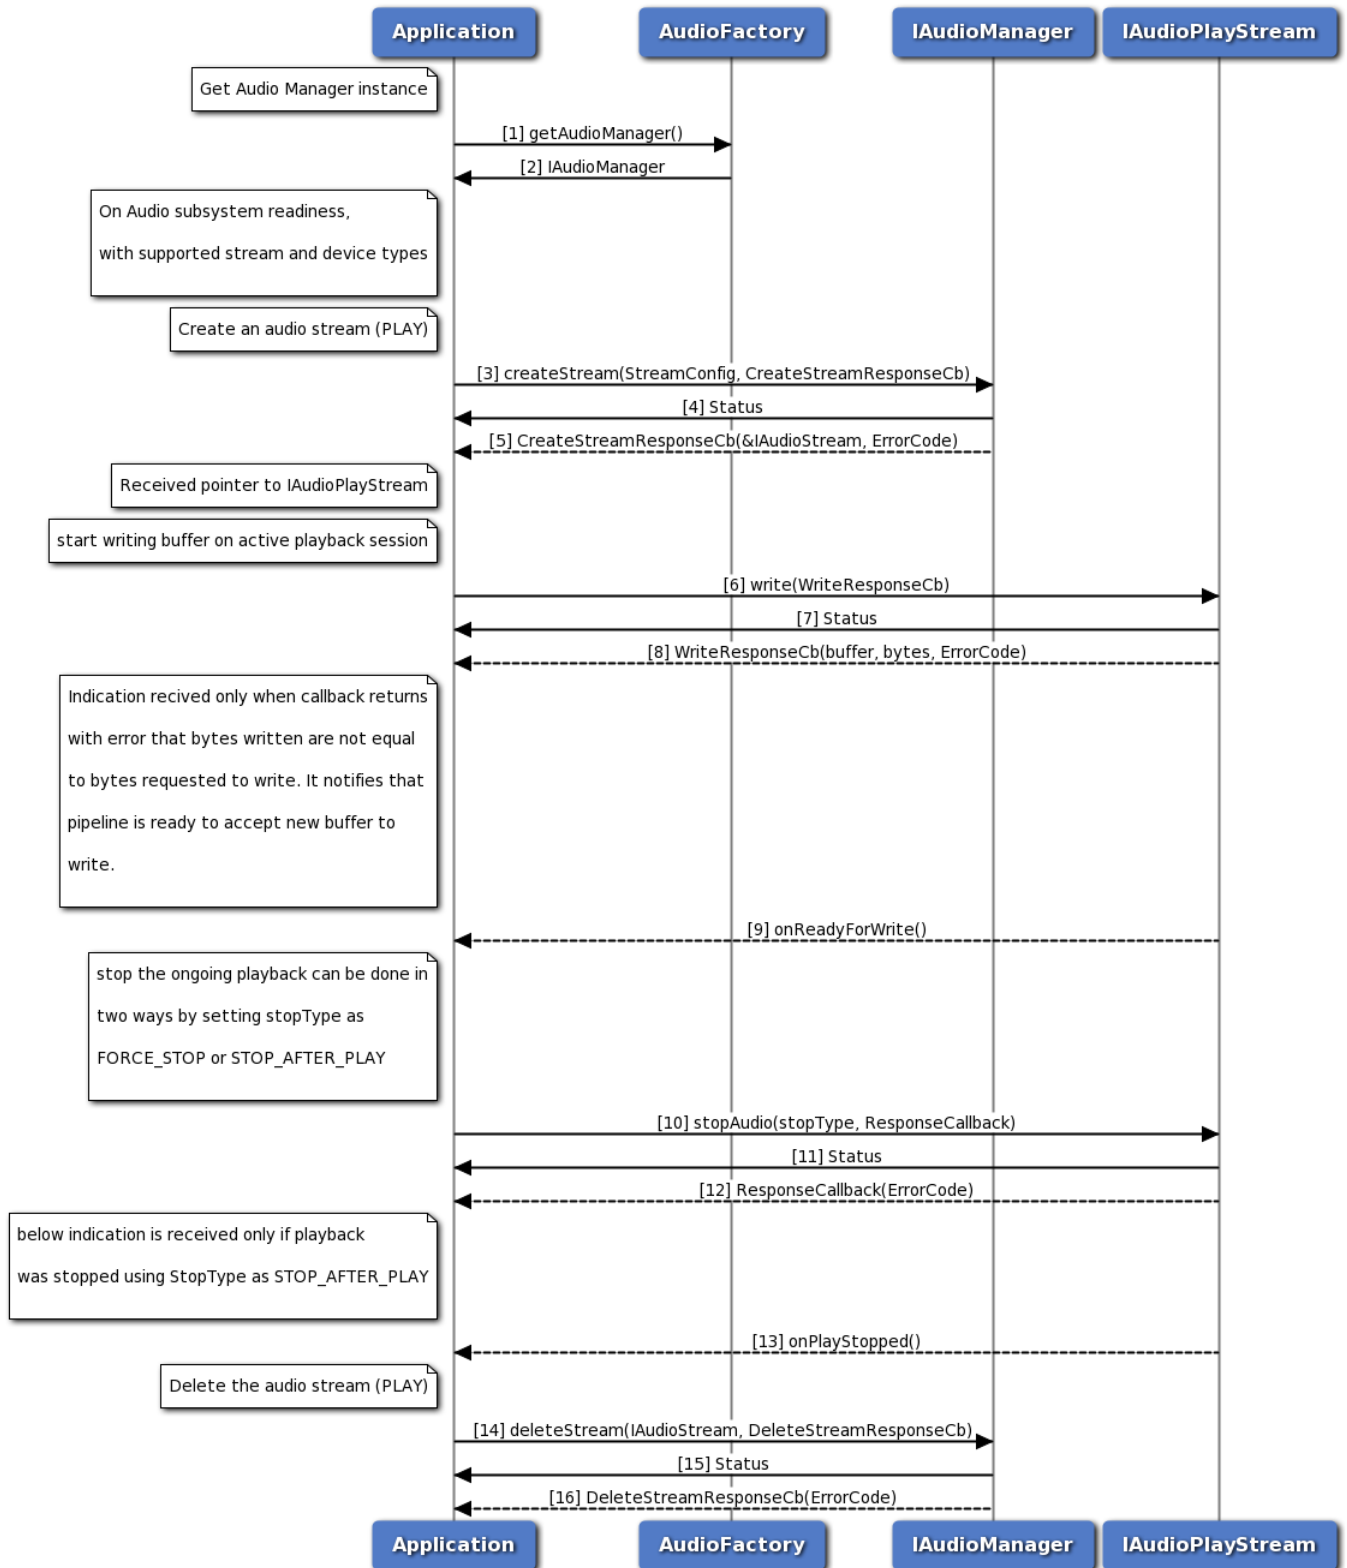 Application
AudioFactory
IAudioManager
IAudioPlayStream
Get Audio Manager instance
[1] getAudioManager()
[2] IAudioManager
On Audio subsystem readiness,
with supported stream and device types
Create an audio stream (PLAY)
[3] createStream(StreamConfig, CreateStreamResponseCb)
[4] Status
[5] CreateStreamResponseCb(&IAudioStream, ErrorCode)
Received pointer to IAudioPlayStream
start writing buffer on active playback session
[6] write(WriteResponseCb)
[7] Status
[8] WriteResponseCb(buffer, bytes, ErrorCode)
Indication recived only when callback returns
with error that bytes written are not equal
to bytes requested to write. It notifies that
pipeline is ready to accept new buffer to
write.
[9] onReadyForWrite()
stop the ongoing playback can be done in
two ways by setting stopType as
FORCE_STOP or STOP_AFTER_PLAY
[10] stopAudio(stopType, ResponseCallback)
[11] Status
[12] ResponseCallback(ErrorCode)
below indication is received only if playback
was stopped using StopType as STOP_AFTER_PLAY
[13] onPlayStopped()
Delete the audio stream (PLAY)
[14] deleteStream(IAudioStream, DeleteStreamResponseCb)
[15] Status
[16] DeleteStreamResponseCb(ErrorCode)
Application
AudioFactory
IAudioManager
IAudioPlayStream